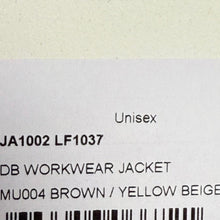 Unisex
JA1002 LF1037
DB WORKWEAR JACKET
MU004 BROWN / YELLOW BEIGE